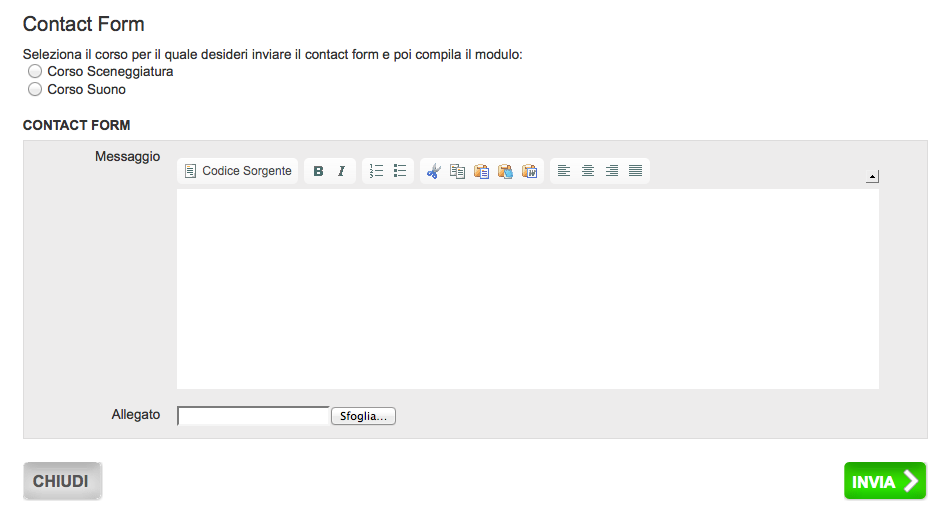 Contact Form
Seleziona il corso per il quale desideri inviare il contact form e poi compila il modulo:
Corso Sceneggiatura
Corso Suono
CONTACT FORM
Messaggio
Codice Sorgente B I
Allegato Sfoglia...
CHIUDI INVIA